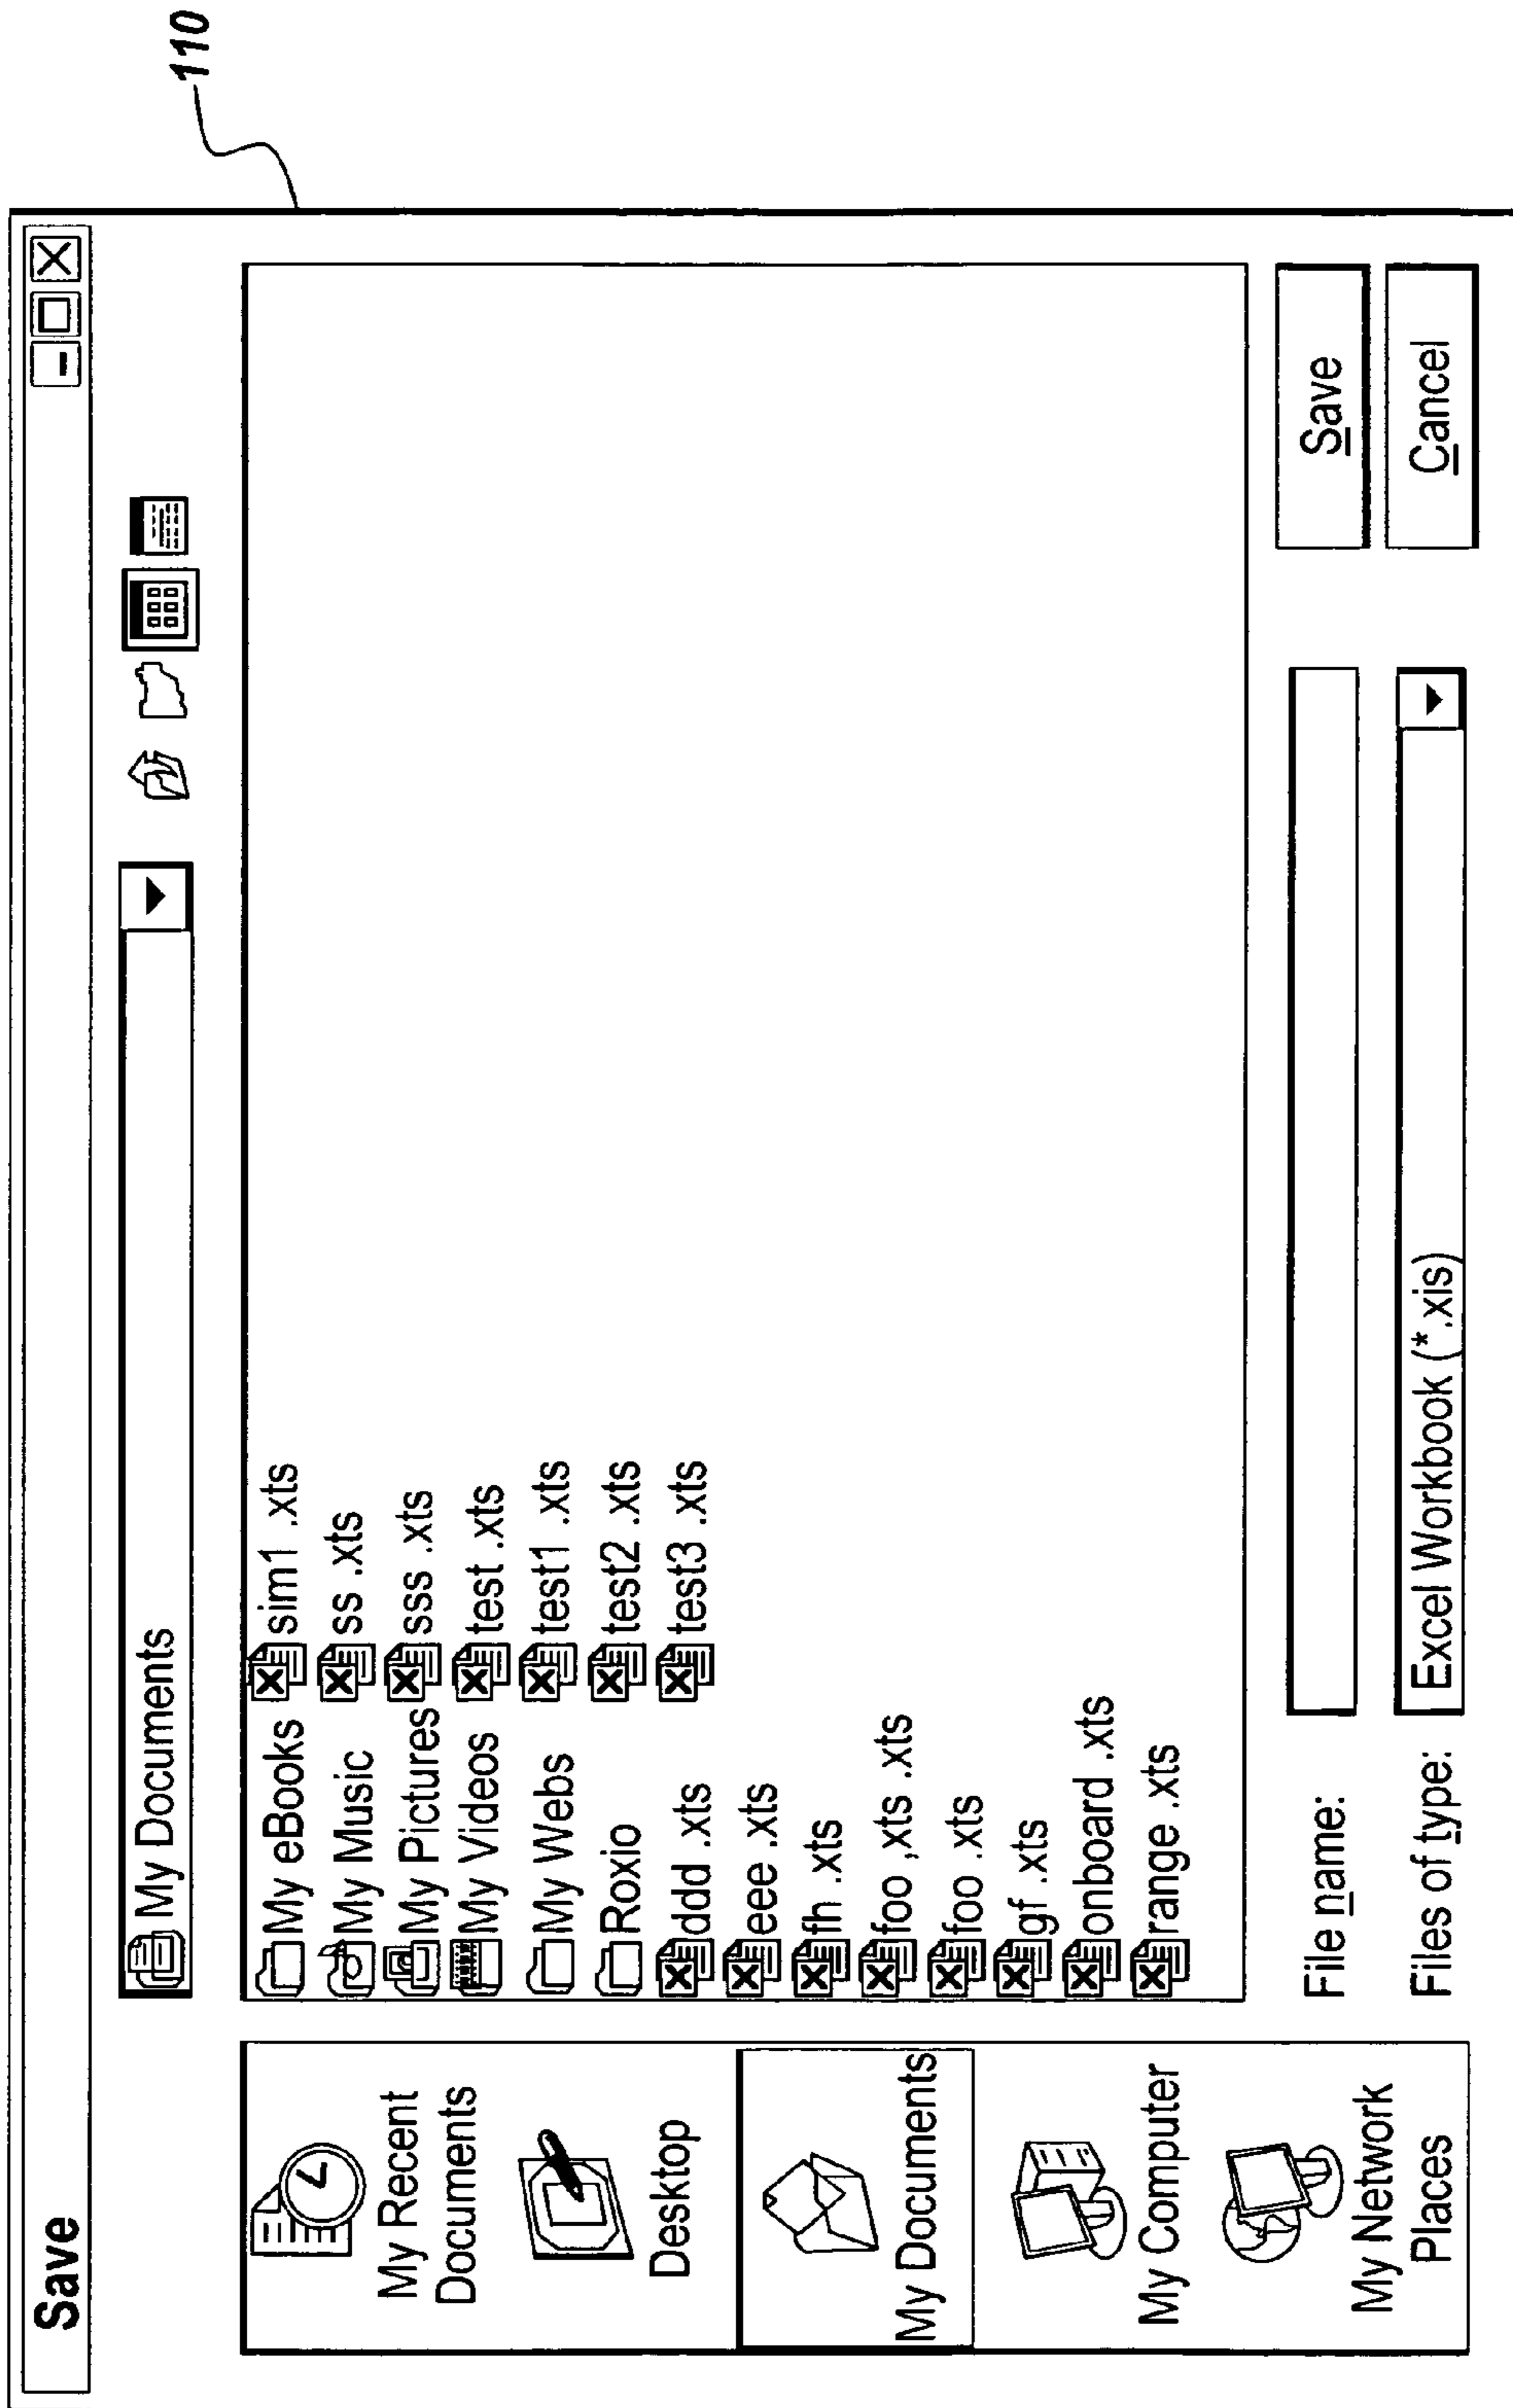 110
Save
My Documents
My Recent
Documents
Desktop
My Documents
My Computer
My Network
Places
My eBooks
My Music
My Pictures
My Videos
My Webs
Roxio
ddd .xts
eee .xts
fh .xts
foo ,xts .xts
foo .xts
gf .xts
onboard .xts
range .xts
sim1 .xts
ss .xts
sss .xts
test .xts
test1 .xts
test2 .xts
test3 .xts
File name:
Save
Files of type:
Excel Workbook (*.xis)
Cancel